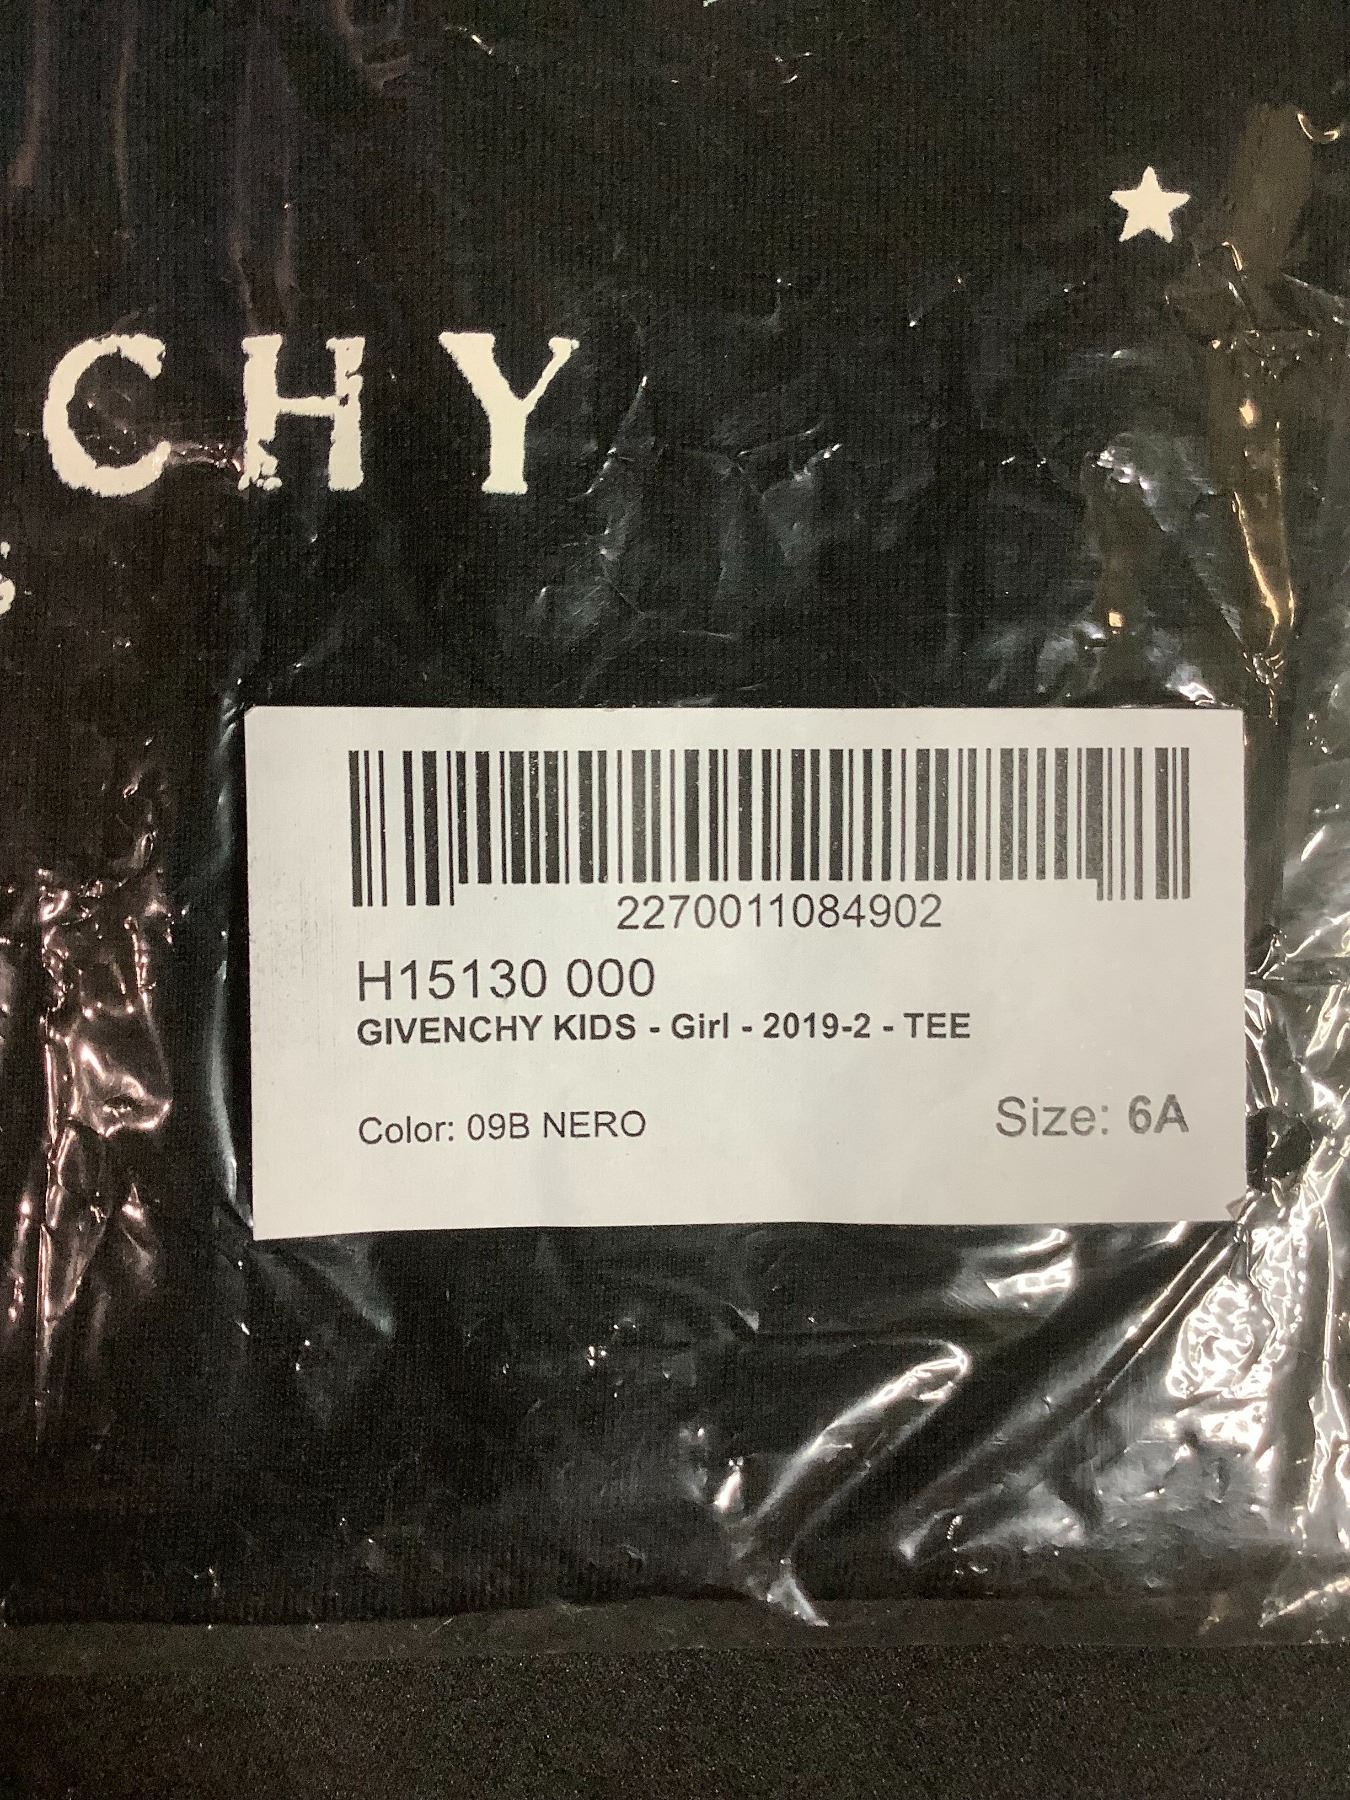 CHY
2270011084902
H15130 000
GIVENCHY KIDS - Girl - 2019-2 - TEE
Color: 09B NERO
Size: 6A